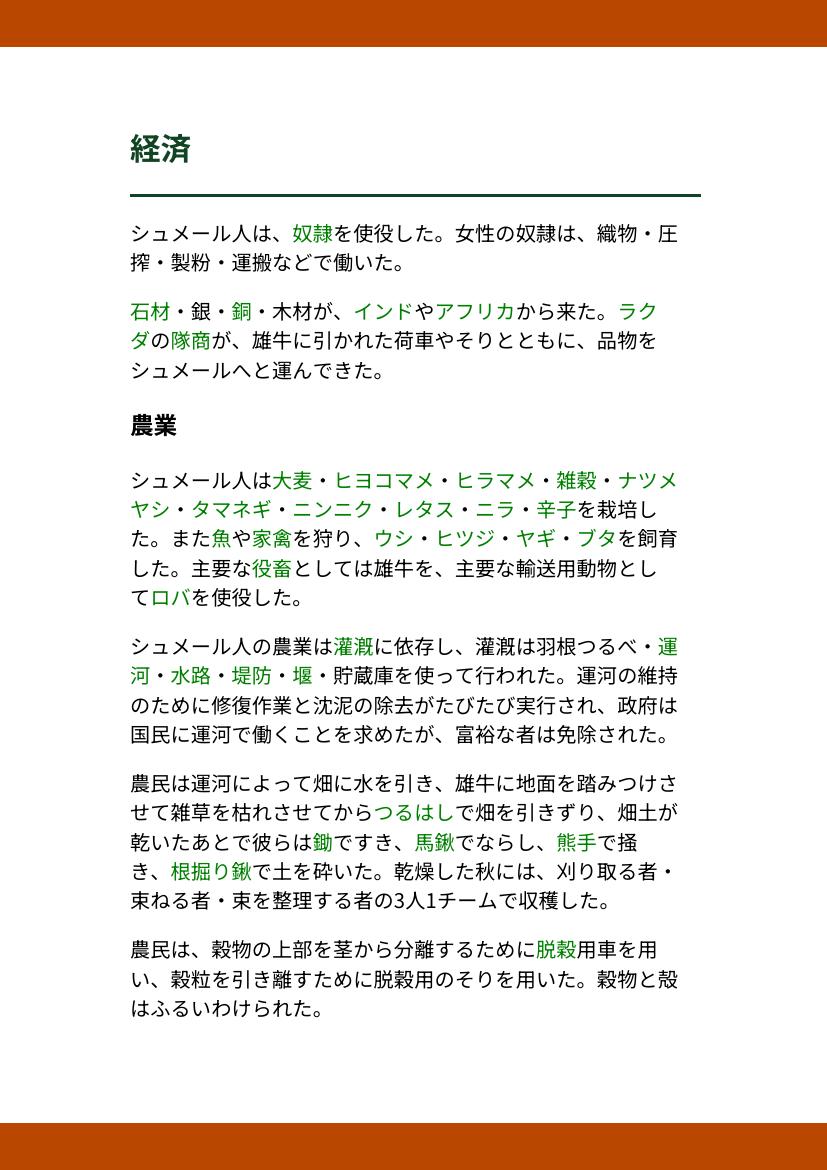 経済
シュメール人は、奴隷を使役した。女性の奴隷は、織物・圧
搾・製粉・運搬などで働いた。
石材・銀・銅・木材が、インドやアフリカから来た。ラク
ダの隊商が、雄牛に引かれた荷車やそりとともに、品物を
シュメールへと運んできた。
農業
シュメール人は大麦・ヒヨコマメ・ヒラマメ・雑穀・ナツメ
ヤシ・タマネギ・ニンニク・レタス・ニラ・辛子を栽培し
た。また魚や家禽を狩り、ウシ・ヒツジ・ヤギ・ブタを飼育
した。主要な役畜としては雄牛を、主要な輸送用動物とし
てロバを使役した。
シュメール人の農業は灌漑に依存し、灌漑は羽根つるべ・運
河・水路・堤防・堰・貯蔵庫を使って行われた。運河の維持
のために修復作業と沈泥の除去がたびたび実行され、政府は
国民に運河で働くことを求めたが、富裕な者は免除された。
農民は運河によって畑に水を引き、雄牛に地面を踏みつけさ
せて雑草を枯れさせてからつるはしで畑を引きずり、畑土が
乾いたあとで彼らは鋤ですき、馬鍬でならし、熊手で掻
き、根掘り鍬で土を砕いた。乾燥した秋には、刈り取る者・
束ねる者・束を整理する者の3人1チームで収穫した。
農民は、穀物の上部を茎から分離するために脱穀用車を用
い、穀粒を引き離すために脱穀用のそりを用いた。穀物と殻
はふるいわけられた。